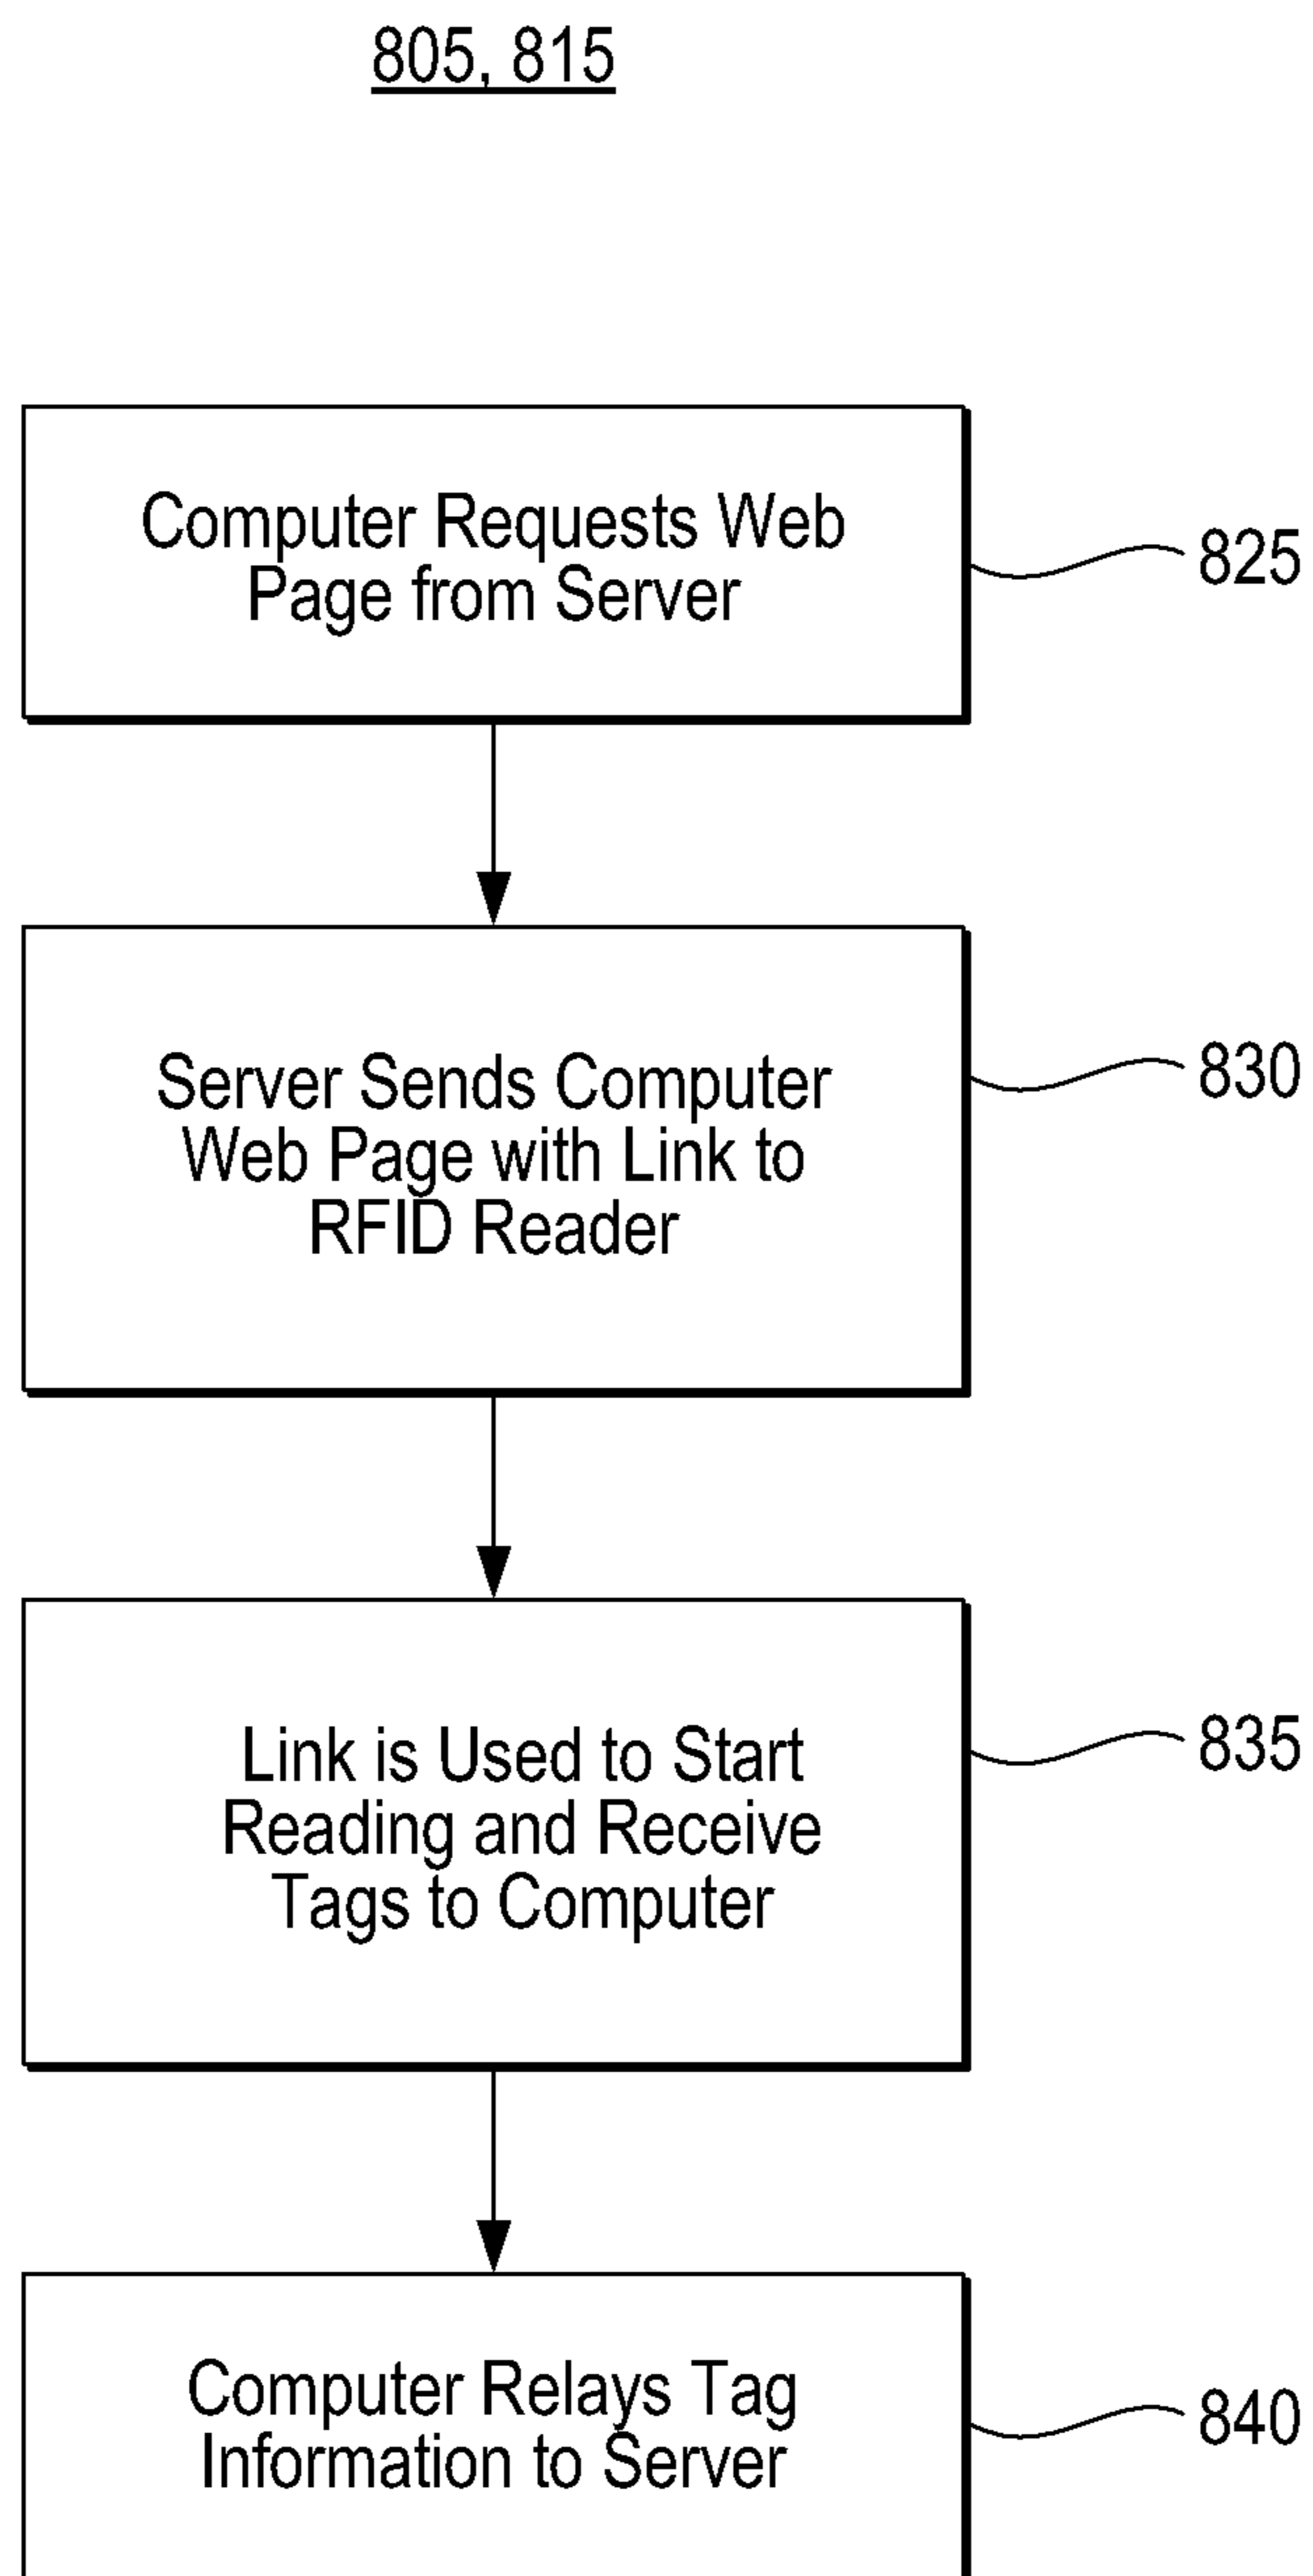 805, 815
Computer Requests Web
Page from Server
825
Server Sends Computer
Web Page with Link to
RFID Reader
830
Link is Used to Start
Reading and Receive
Tags to Computer
835
Computer Relays Tag
Information to Server
840